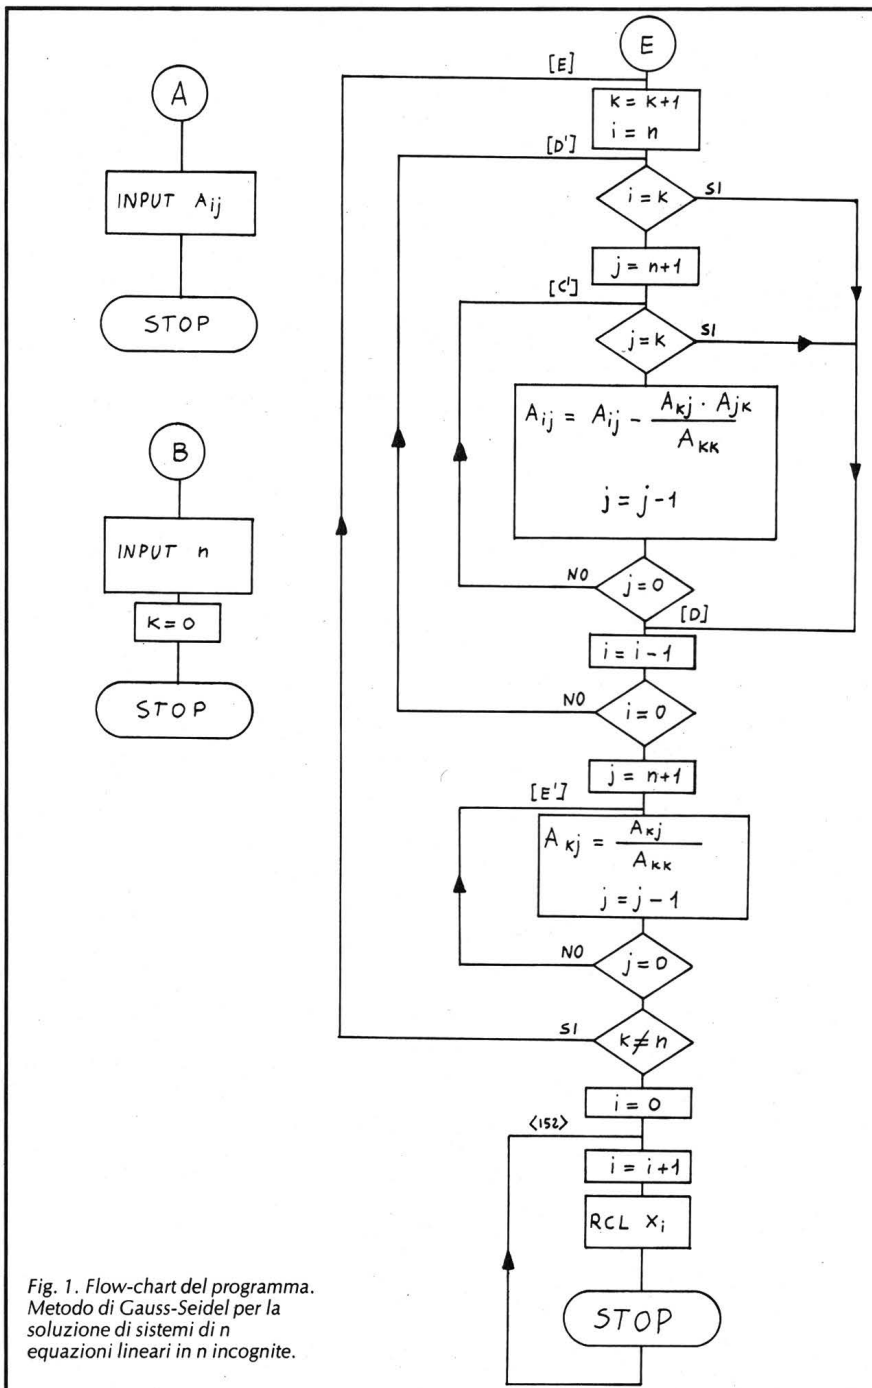 A
INPUT Aij
STOP
B
INPUT n
K=0
STOP
E
[E]
k = k+1
i = n
[D']
i = k
SI
j = n+1
[C']
j = k
SI
Aij = Aij - Akj · Ajk / AKK
j = j-1
j = 0
NO
[D]
i = i-1
i = 0
NO
j = n+1
[E']
AKj = AKj / AKK
j = j-1
j = 0
NO
k ≠ n
SI
i = 0
<152>
i = i+1
RCL Xi
STOP
Fig. 1. Flow-chart del programma.
Metodo di Gauss-Seidel per la
soluzione di sistemi di n
equazioni lineari in n incognite.